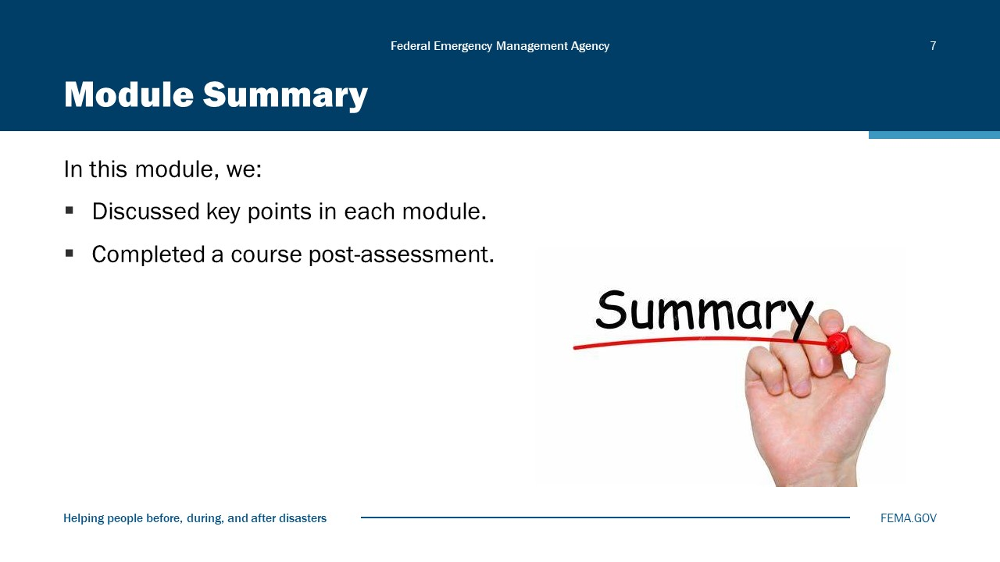 Federal Emergency Management Agency
7
Module Summary
In this module, we:
▪ Discussed key points in each module.
▪ Completed a course post-assessment.
Summary
Helping people before, during, and after disasters
FEMA.GOV